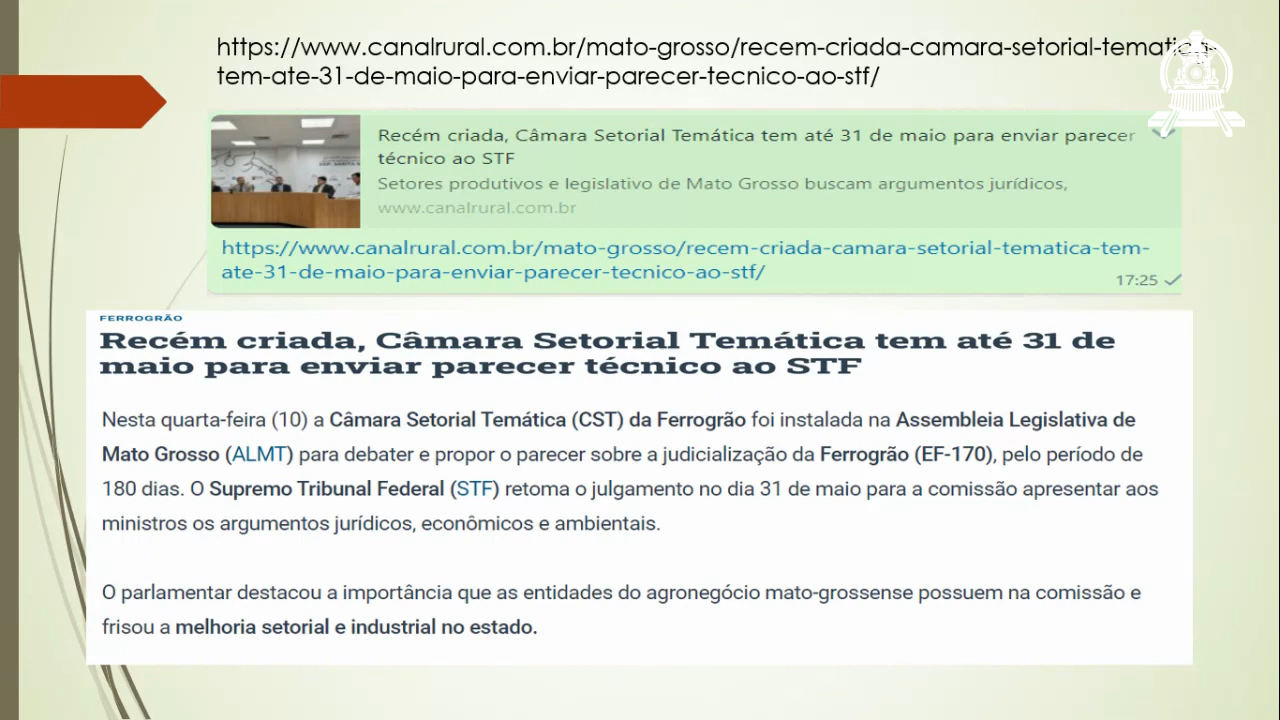 https://www.canalrural.com.br/mato-grosso/recem-criada-camara-setorial-tematica-
tem-ate-31-de-maio-para-enviar-parecer-tecnico-ao-stf/
Recém criada, Câmara Setorial Temática tem até 31 de maio para enviar parecer
técnico ao STF
Setores produtivos e legislativo de Mato Grosso buscam argumentos jurídicos,
www.canalrural.com.br
https://www.canalrural.com.br/mato-grosso/recem-criada-camara-setorial-tematica-tem-
ate-31-de-maio-para-enviar-parecer-tecnico-ao-stf/
17:25
FERROGRÃO
Recém criada, Câmara Setorial Temática tem até 31 de
maio para enviar parecer técnico ao STF
Nesta quarta-feira (10) a Câmara Setorial Temática (CST) da Ferrogrão foi instalada na Assembleia Legislativa de
Mato Grosso (ALMT) para debater e propor o parecer sobre a judicialização da Ferrogrão (EF-170), pelo período de
180 dias. O Supremo Tribunal Federal (STF) retoma o julgamento no dia 31 de maio para a comissão apresentar aos
ministros os argumentos jurídicos, econômicos e ambientais.
O parlamentar destacou a importância que as entidades do agronegócio mato-grossense possuem na comissão e
frisou a melhoria setorial e industrial no estado.